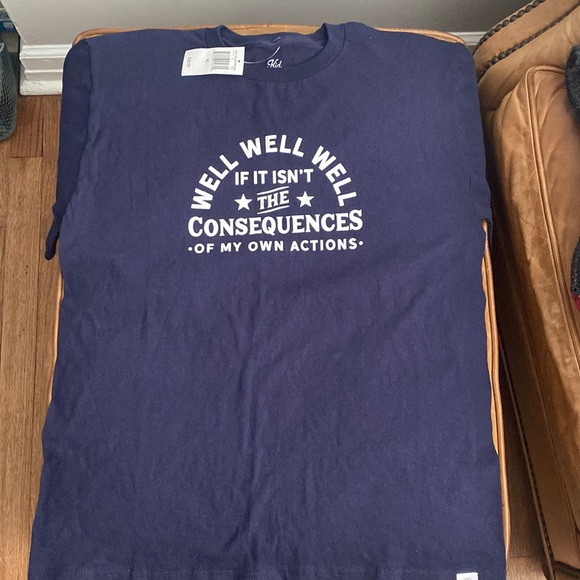 WELL WELL WELL
IF IT ISN'T
THE
CONSEQUENCES
•OF MY OWN ACTIONS•